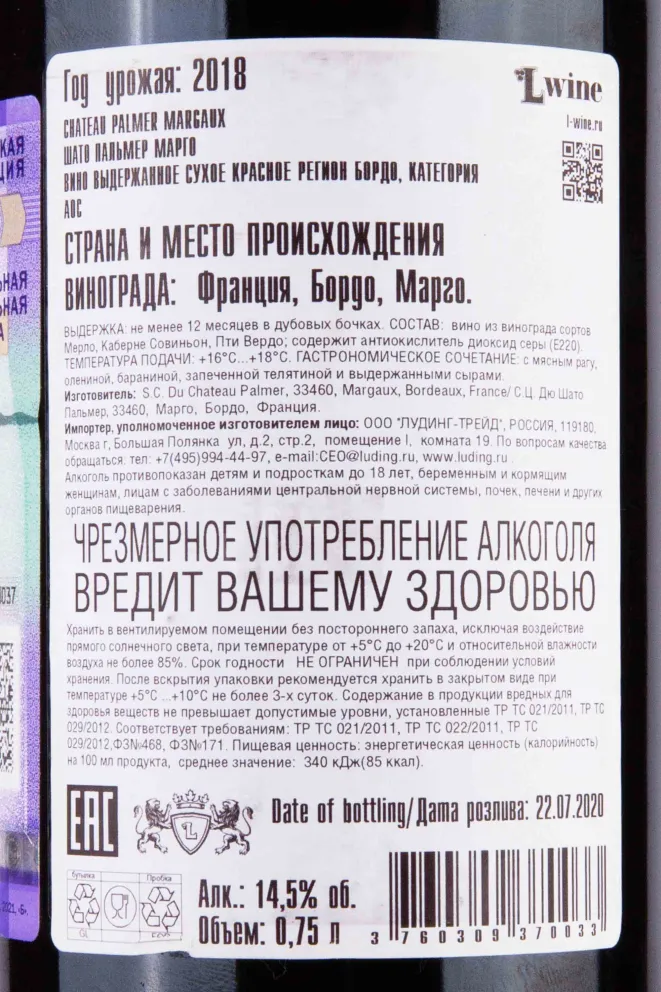 Год урожая: 2018
Lwine
l-wine.ru
CHATEAU PALMER MARGAUX
ШАТО ПАЛЬМЕР МАРГО
ВИНО ВЫДЕРЖАННОЕ СУХОЕ КРАСНОЕ РЕГИОН БОРДО, КАТЕГОРИЯ
АОС
СТРАНА И МЕСТО ПРОИСХОЖДЕНИЯ
ВИНОГРАДА: Франция, Бордо, Марго.
ВЫДЕРЖКА: не менее 12 месяцев в дубовых бочках. СОСТАВ: вино из винограда сортов
Мерло, Каберне Совиньон, Пти Вердо; содержит антиокислитель диоксид серы (Е220).
ТЕМПЕРАТУРА ПОДАЧИ: +16°С...+18°С. ГАСТРОНОМИЧЕСКОЕ СОЧЕТАНИЕ: с мясным рагу,
олениной, бараниной, запеченной телятиной и выдержанными сырами.
Изготовитель: S.C. Du Chateau Palmer, 33460, Margaux, Bordeaux, France/ С.Ц. Дю Шато
Пальмер, 33460, Марго, Бордо, Франция.
Импортер, уполномоченное изготовителем лицо: ООО "ЛУДИНГ-ТРЕЙД", РОССИЯ, 119180,
Москва г, Большая Полянка ул, д.2, стр.2, помещение I, комната 19. По вопросам качества
обращаться: тел: +7(495)994-44-97, e-mail:CEO@luding.ru, www.luding.ru .
Алкоголь противопоказан детям и подросткам до 18 лет, беременным и кормящим
женщинам, лицам с заболеваниями центральной нервной системы, почек, печени и других
органов пищеварения.
ЧРЕЗМЕРНОЕ УПОТРЕБЛЕНИЕ АЛКОГОЛЯ
ВРЕДИТ ВАШЕМУ ЗДОРОВЬЮ
Хранить в вентилируемом помещении без постороннего запаха, исключая воздействие
прямого солнечного света, при температуре от +5°С до +20°С и относительной влажности
воздуха не более 85%. Срок годности НЕ ОГРАНИЧЕН при соблюдении условий
хранения. После вскрытия упаковки рекомендуется хранить в закрытом виде при
температуре +5°С ...+10°С не более 3-х суток. Содержание в продукции вредных для
здоровья веществ не превышает допустимые уровни, установленные ТР ТС 021/2011, ТР ТС
029/2012. Соответствует требованиям: ТР ТС 021/2011, ТР ТС 022/2011, ТР ТС
029/2012,ФЗ№468, ФЗ№171. Пищевая ценность: энергетическая ценность (калорийность)
на 100 мл продукта, среднее значение: 340 кДж(85 ккал).
ЕАС
L
Date of bottling/Дата розлива: 22.07.2020
бутылка
Пробка
GL
Алк.: 14,5% об.
Объем: 0,75 л
3 760309 370033
КАЯ
ЦИЯ
ЬНАЯ
ЬНАЯ
А
037
2021, «Б».